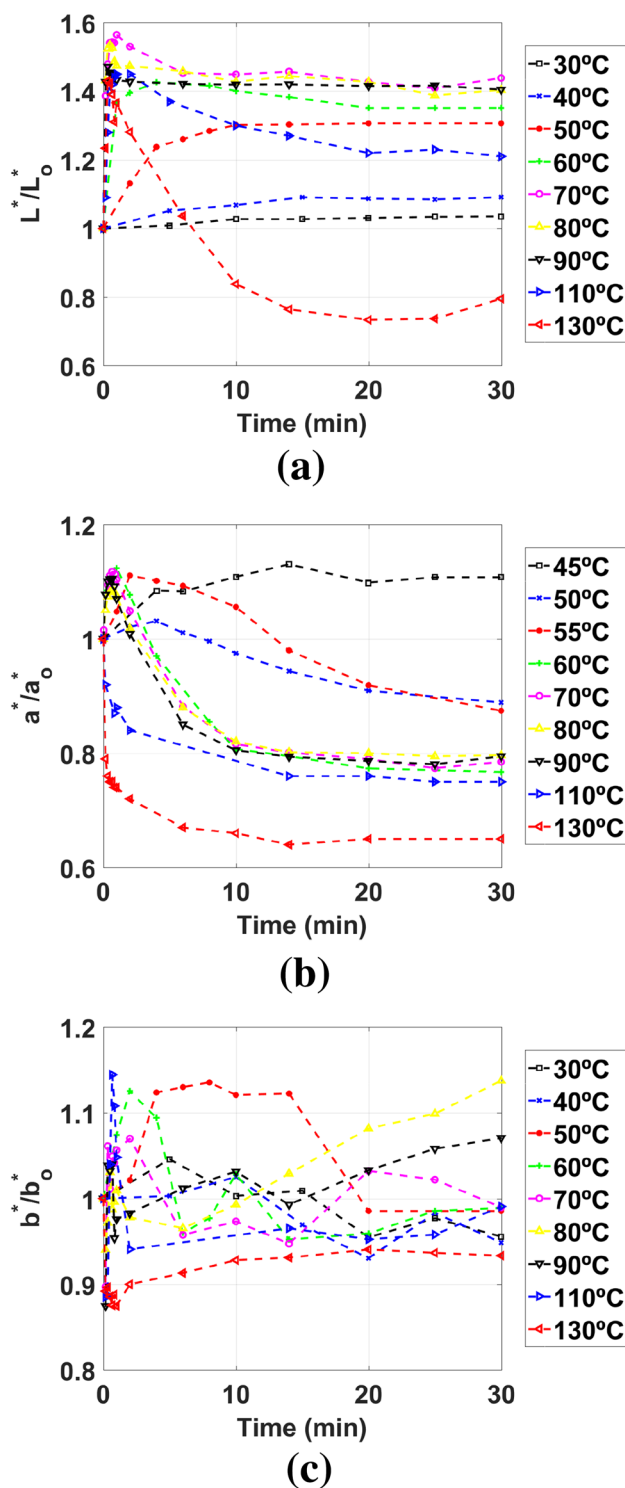 1.6
1.4
1.2
1
0.8
0.6
L*/Lo*
0 10 20 30
Time (min)
30ºC
40ºC
50ºC
60ºC
70ºC
80ºC
90ºC
110ºC
130ºC
(a)
1.2
1
0.8
0.6
a*/ao*
0 10 20 30
Time (min)
45ºC
50ºC
55ºC
60ºC
70ºC
80ºC
90ºC
110ºC
130ºC
(b)
1.2
1.1
1
0.9
0.8
b*/bo*
0 10 20 30
Time (min)
30ºC
40ºC
50ºC
60ºC
70ºC
80ºC
90ºC
110ºC
130ºC
(c)